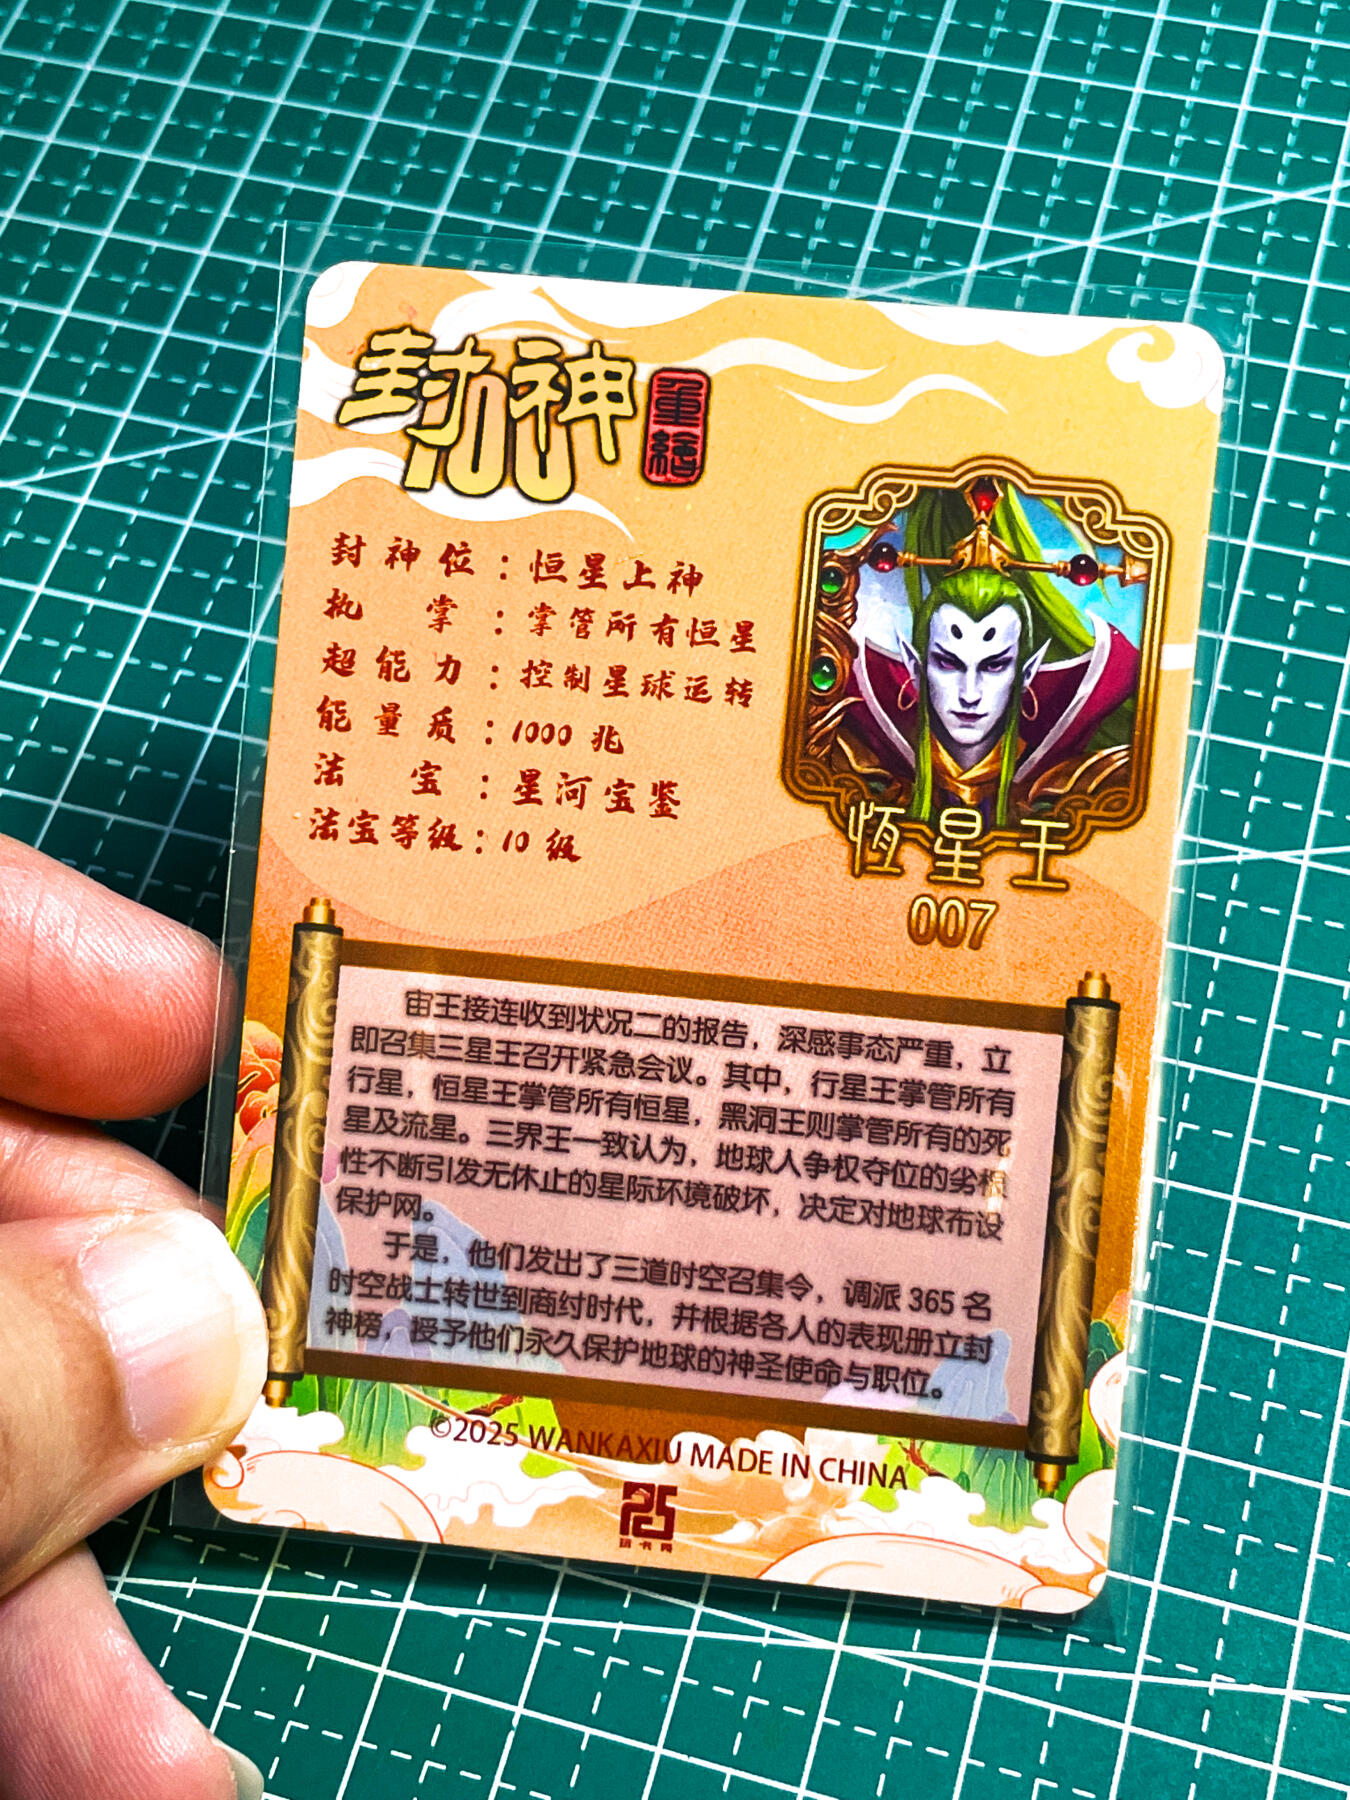 封神100
重绘
封神位：恒星上神
执掌：掌管所有恒星
超能力：控制星球运转
能量质：1000 兆
法宝：星河宝鉴
法宝等级：10 级
恆星王
007
宙王接连收到状况二的报告，深感事态严重，立
即召集三星王召开紧急会议。其中，行星王掌管所有
行星，恒星王掌管所有恒星，黑洞王则掌管所有的死
星及流星。三界王一致认为，地球人争权夺位的劣根
性不断引发无休止的星际环境破坏，决定对地球布设
保护网。
于是，他们发出了三道时空召集令，调派 365 名
时空战士转世到商纣时代，并根据各人的表现册立封
神榜，授予他们永久保护地球的神圣使命与职位。
©2025 WANKAXIU MADE IN CHINA